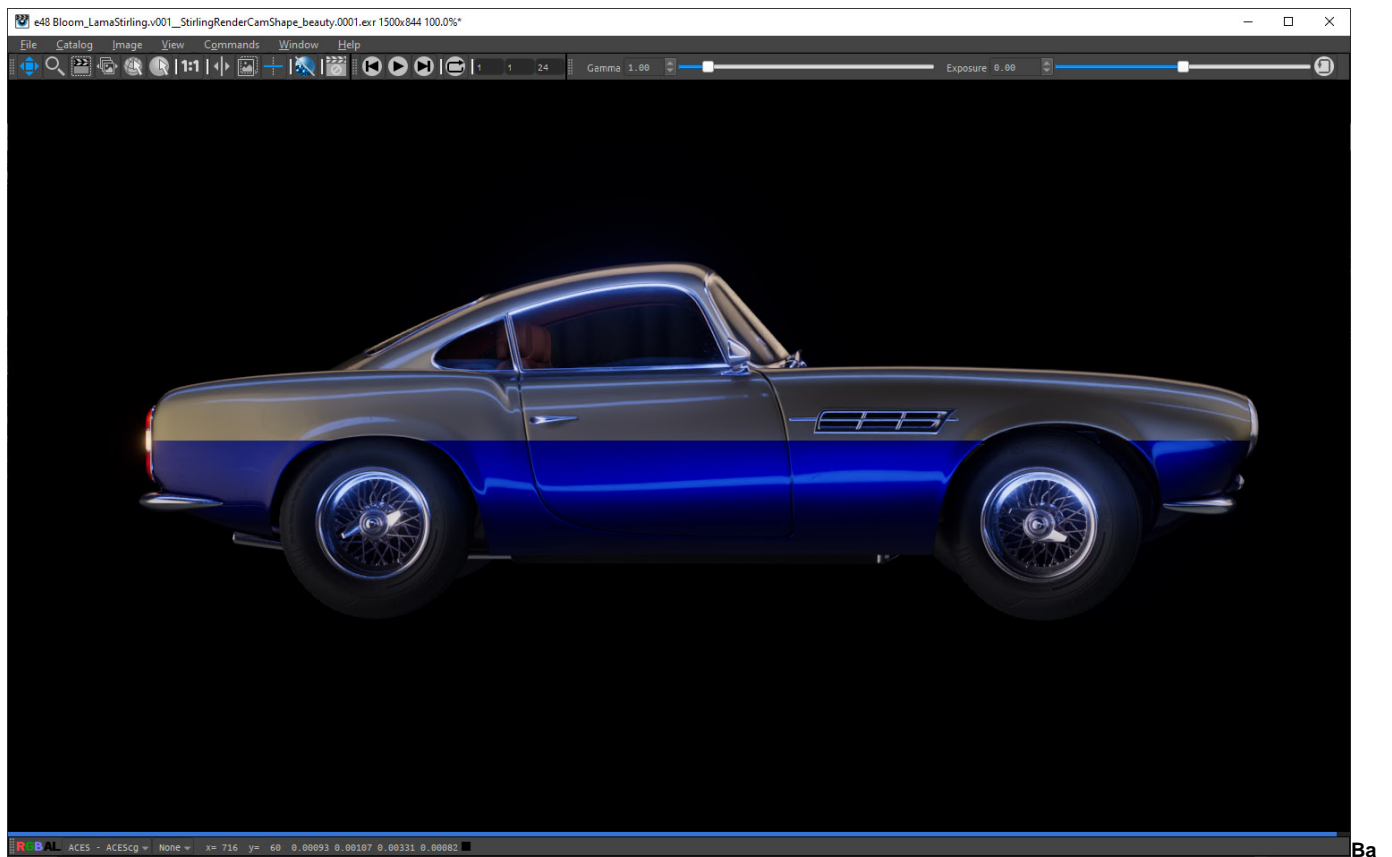 e48 Bloom_LamaStirling.v001__StirlingRenderCamShape_beauty.0001.exr 1500x844 100.0%*
File Catalog Image View Commands Window Help
1:1 1 1 24 Gamma 1.00 Exposure 0.00
RGBAL ACES - ACEScg None x= 716 y= 60 0.00093 0.00107 0.00331 0.00082
Ba